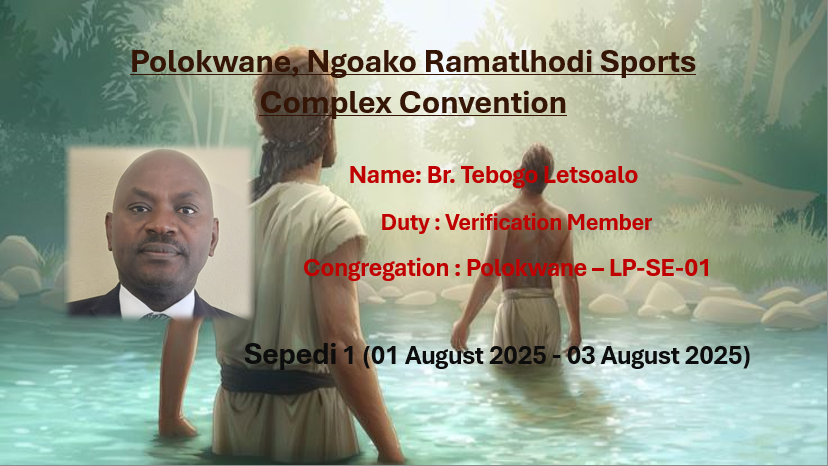 Polokwane, Ngoako Ramatlhodi Sports
Complex Convention
Name: Br. Tebogo Letsoalo
Duty : Verification Member
Congregation : Polokwane – LP-SE-01
Sepedi 1 (01 August 2025 - 03 August 2025)